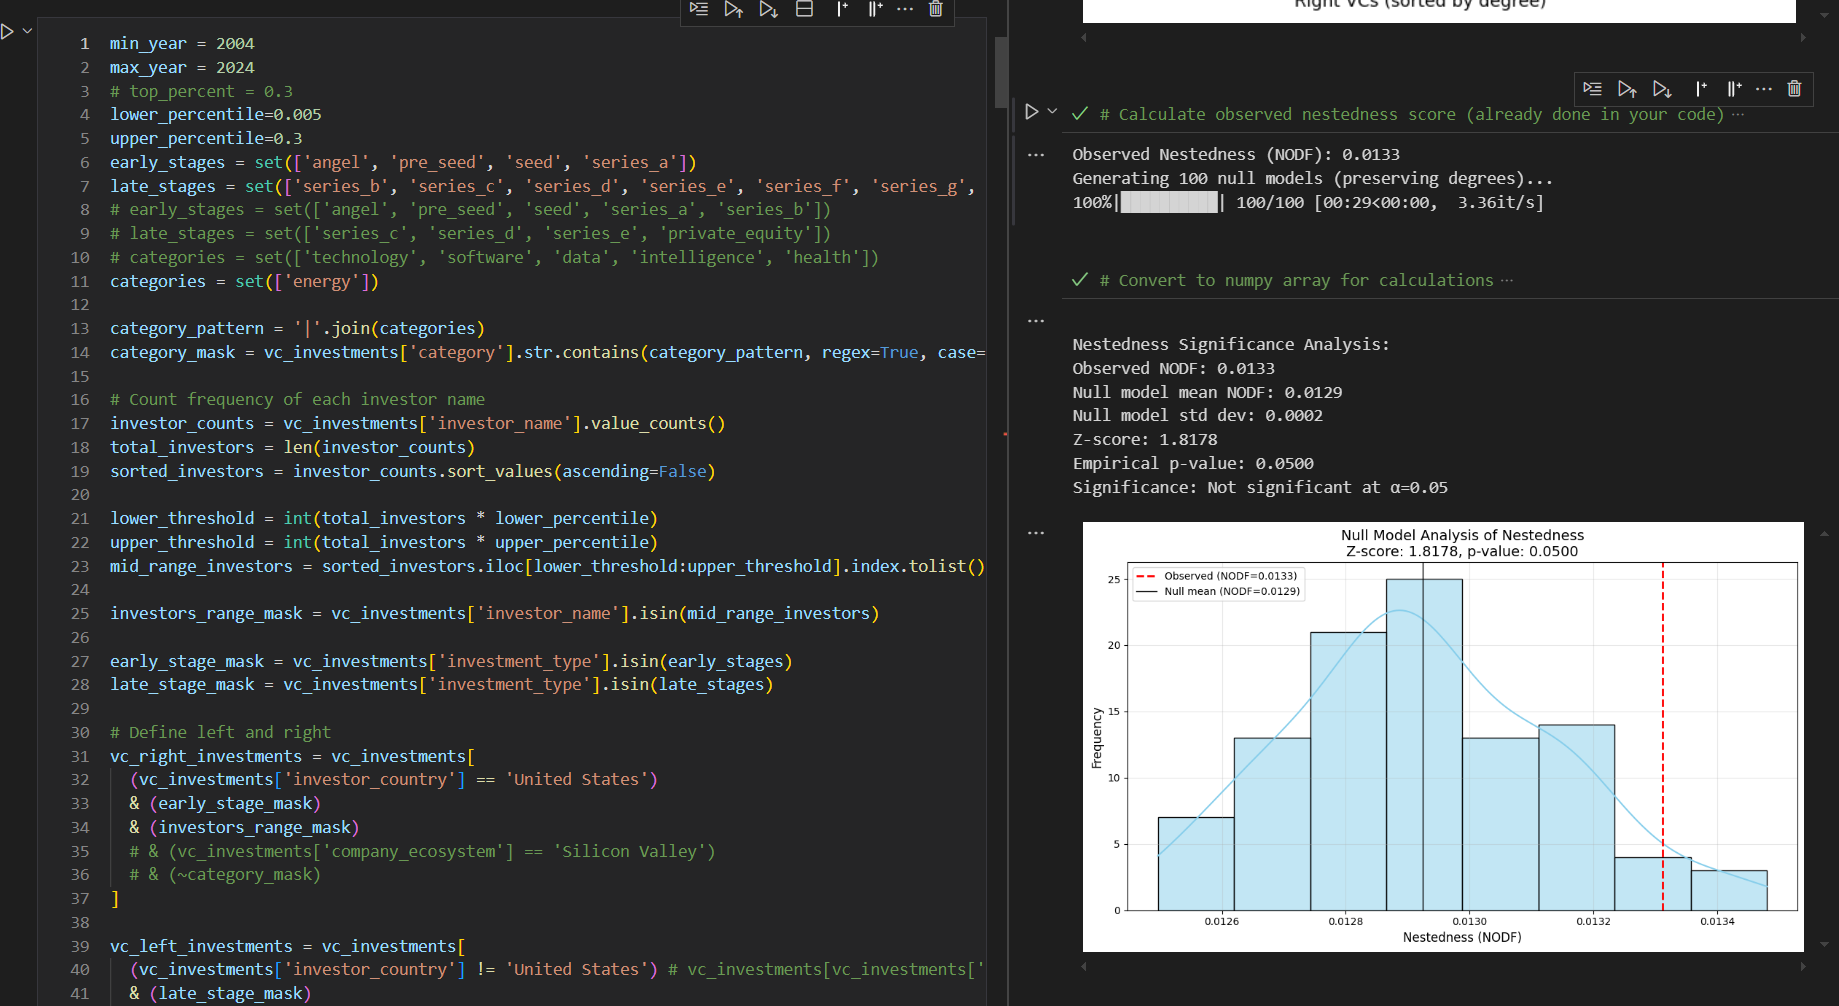 1 min_year = 2004
2 max_year = 2024
3 # top_percent = 0.3
4 lower_percentile=0.005
5 upper_percentile=0.3
6 early_stages = set(['angel', 'pre_seed', 'seed', 'series_a'])
7 late_stages = set(['series_b', 'series_c', 'series_d', 'series_e', 'series_f', 'series_g',
8 # early_stages = set(['angel', 'pre_seed', 'seed', 'series_a', 'series_b'])
9 # late_stages = set(['series_c', 'series_d', 'series_e', 'private_equity'])
10 # categories = set(['technology', 'software', 'data', 'intelligence', 'health'])
11 categories = set(['energy'])
12
13 category_pattern = '|'.join(categories)
14 category_mask = vc_investments['category'].str.contains(category_pattern, regex=True, case=
15
16 # Count frequency of each investor name
17 investor_counts = vc_investments['investor_name'].value_counts()
18 total_investors = len(investor_counts)
19 sorted_investors = investor_counts.sort_values(ascending=False)
20
21 lower_threshold = int(total_investors * lower_percentile)
22 upper_threshold = int(total_investors * upper_percentile)
23 mid_range_investors = sorted_investors.iloc[lower_threshold:upper_threshold].index.tolist()
24
25 investors_range_mask = vc_investments['investor_name'].isin(mid_range_investors)
26
27 early_stage_mask = vc_investments['investment_type'].isin(early_stages)
28 late_stage_mask = vc_investments['investment_type'].isin(late_stages)
29
30 # Define left and right
31 vc_right_investments = vc_investments[
32 (vc_investments['investor_country'] == 'United States')
33 & (early_stage_mask)
34 & (investors_range_mask)
35 # & (vc_investments['company_ecosystem'] == 'Silicon Valley')
36 # & (~category_mask)
37 ]
38
39 vc_left_investments = vc_investments[
40 (vc_investments['investor_country'] != 'United States') # vc_investments[vc_investments['
41 & (late_stage_mask)
Right VCs (sorted by degree)
# Calculate observed nestedness score (already done in your code) ...
Observed Nestedness (NODF): 0.0133
Generating 100 null models (preserving degrees)...
100%|██████████| 100/100 [00:29<00:00, 3.36it/s]
# Convert to numpy array for calculations ...
Nestedness Significance Analysis:
Observed NODF: 0.0133
Null model mean NODF: 0.0129
Null model std dev: 0.0002
Z-score: 1.8178
Empirical p-value: 0.0500
Significance: Not significant at α=0.05
Null Model Analysis of Nestedness
Z-score: 1.8178, p-value: 0.0500
Observed (NODF=0.0133)
Null mean (NODF=0.0129)
25
20
15
10
5
0
Frequency
0.0126 0.0128 0.0130 0.0132 0.0134
Nestedness (NODF)